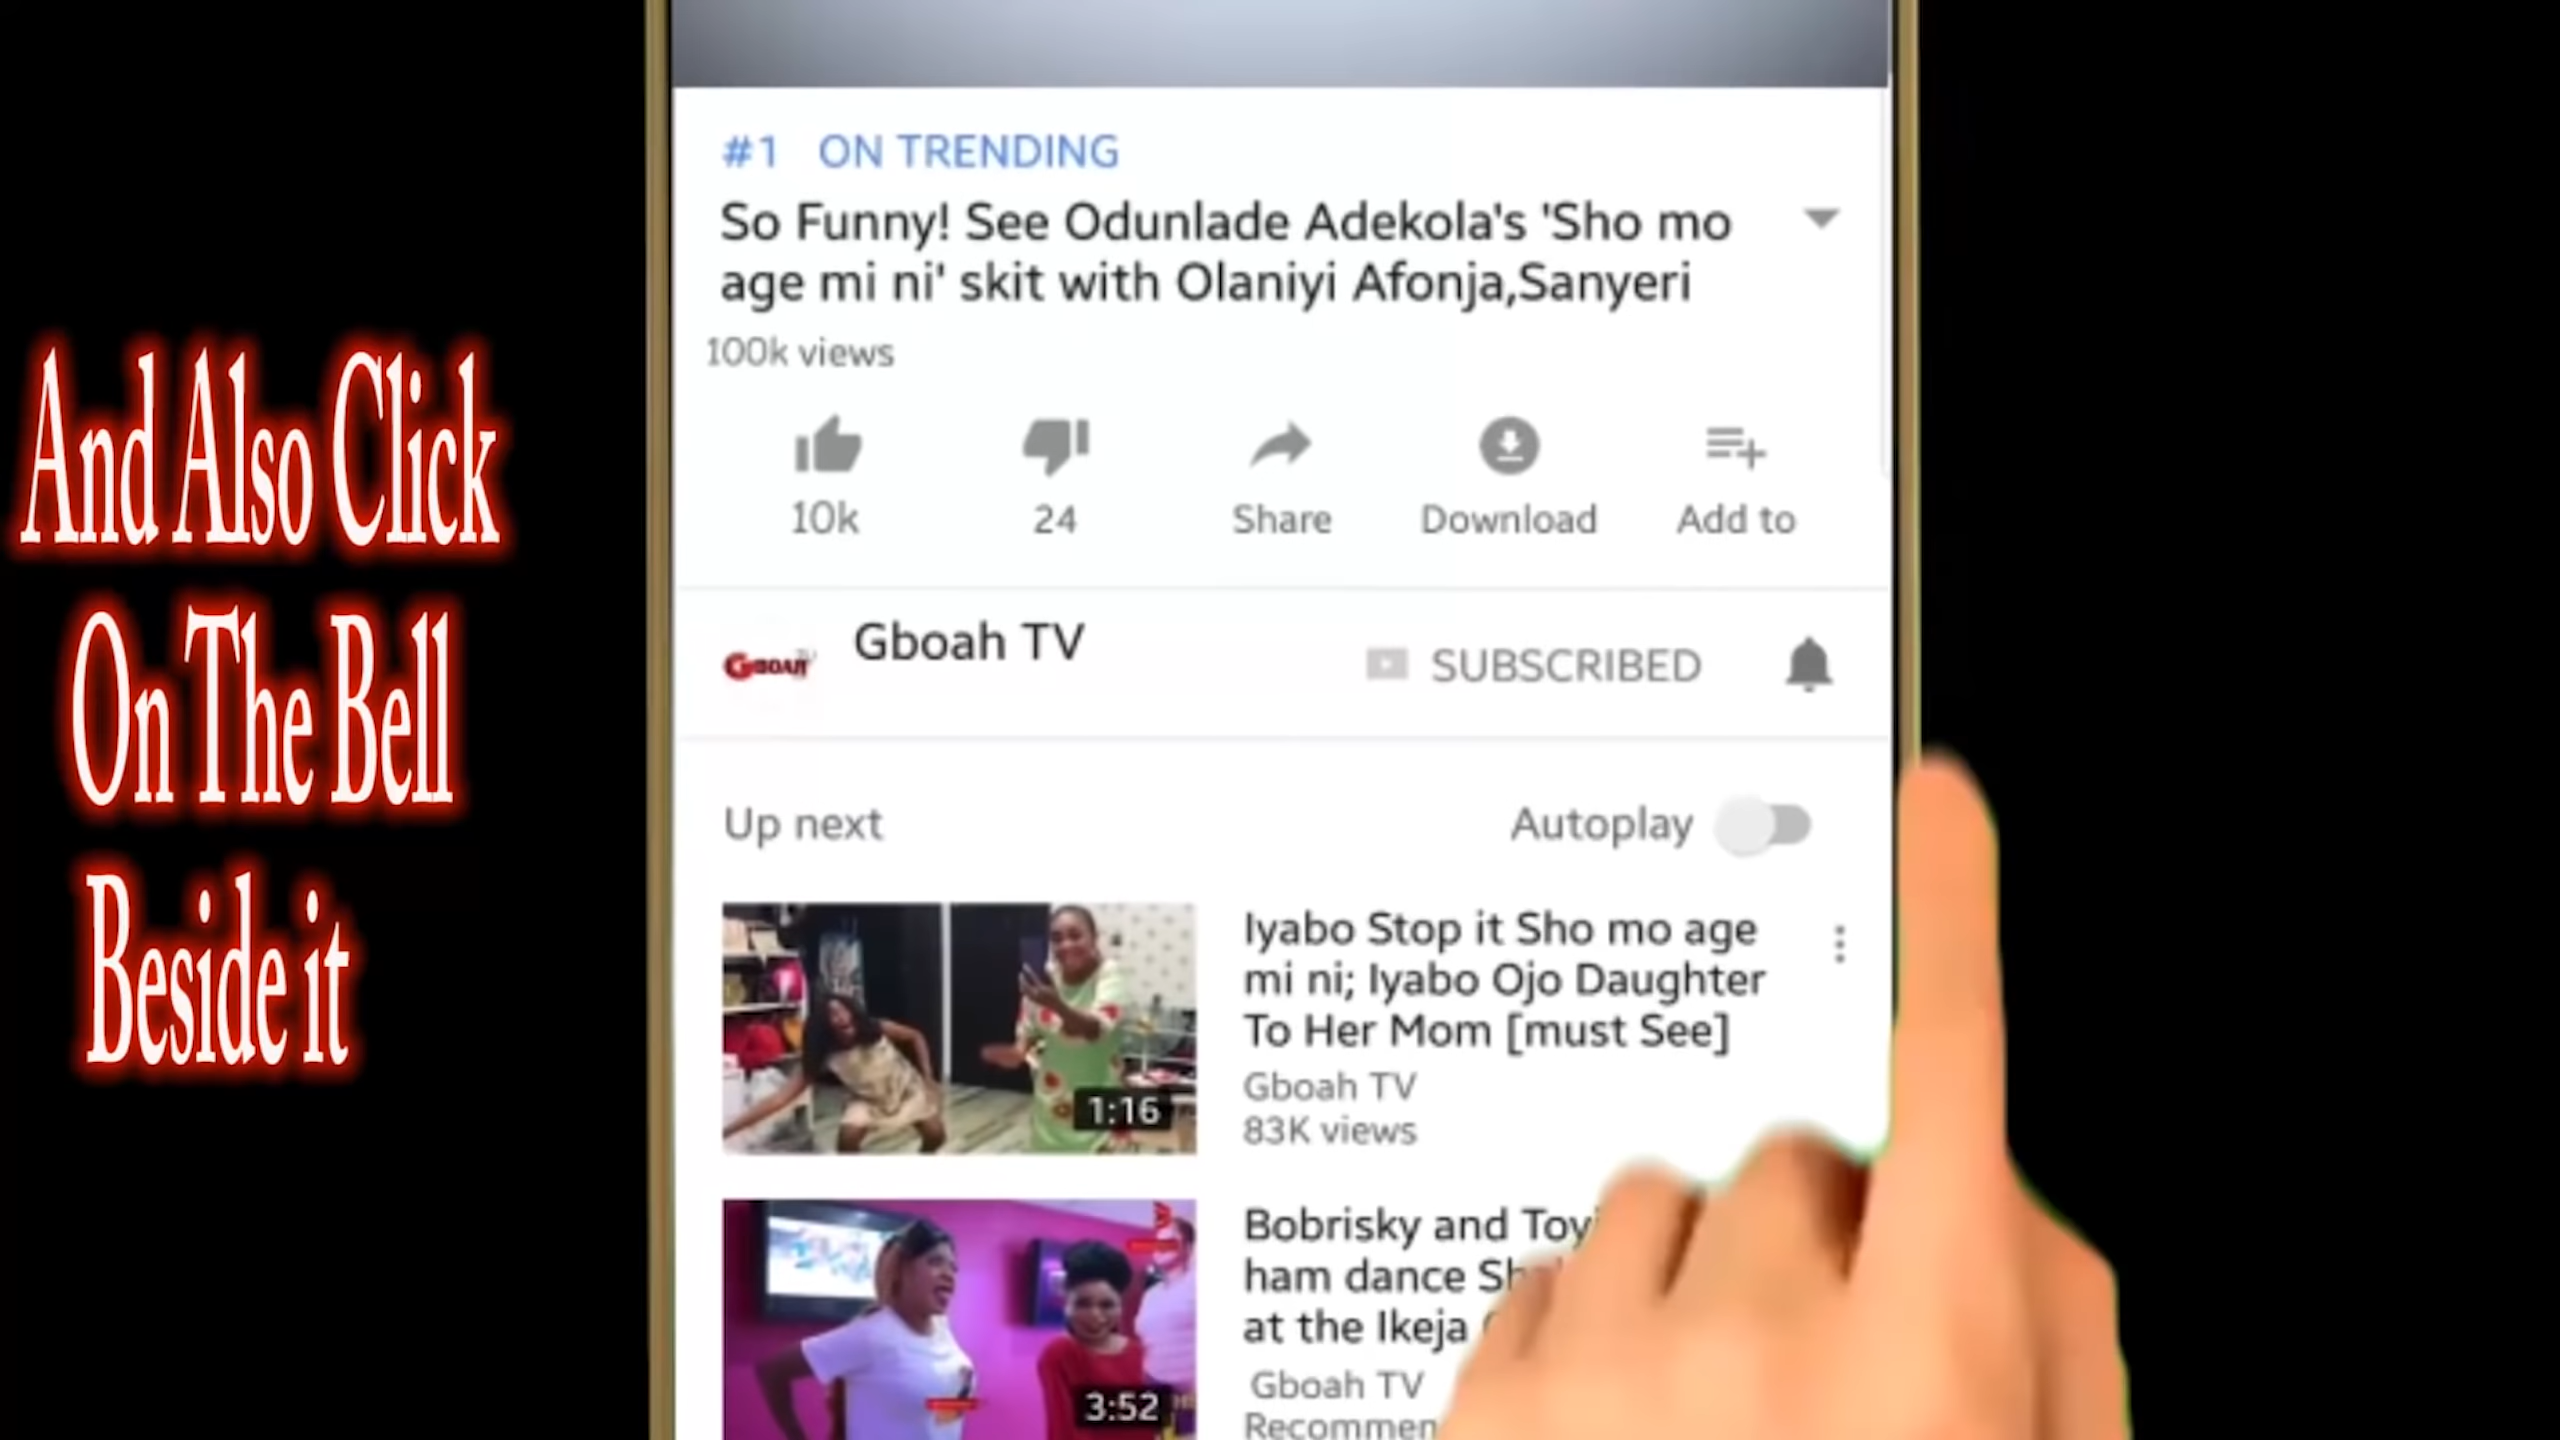 And Also Click
On The Bell
Beside it
#1 ON TRENDING
So Funny! See Odunlade Adekola's 'Sho mo
age mi ni' skit with Olaniyi Afonja,Sanyeri
100k views
10k
24
Share
Download
Add to
GBOAH TV
Gboah TV
SUBSCRIBED
Up next
Autoplay
1:16
Iyabo Stop it Sho mo age
mi ni; Iyabo Ojo Daughter
To Her Mom [must See]
Gboah TV
83K views
3:52
Bobrisky and
ham dance
at the Ikeja
Gboah TV